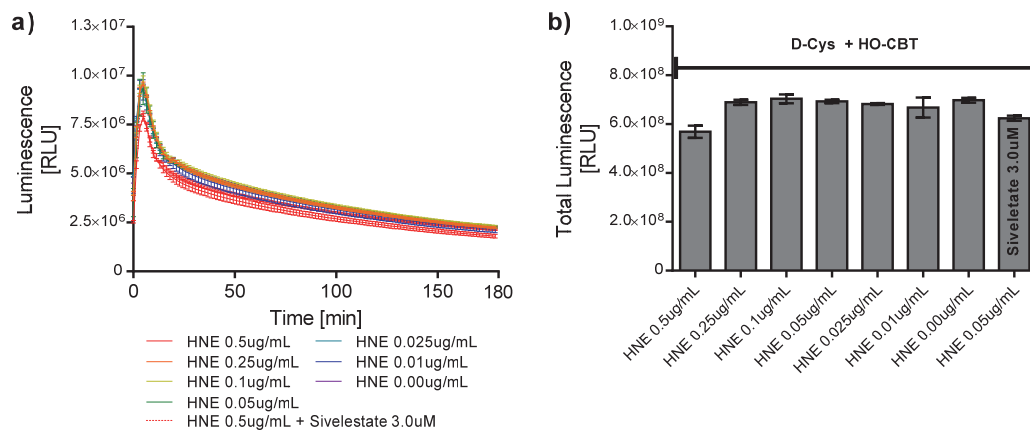 a)
Luminescence
[RLU]
1.3×10⁷
1.0×10⁷
7.5×10⁶
5.0×10⁶
2.5×10⁶
0
0
50
100
150
180
Time [min]
HNE 0.5ug/mL
HNE 0.25ug/mL
HNE 0.1ug/mL
HNE 0.05ug/mL
HNE 0.5ug/mL + Sivelestate 3.0uM
HNE 0.025ug/mL
HNE 0.01ug/mL
HNE 0.00ug/mL
b)
Total Luminescence
[RLU]
1.0×10⁹
8.0×10⁸
6.0×10⁸
4.0×10⁸
2.0×10⁸
0
D-Cys + HO-CBT
Siveletate 3.0uM
HNE 0.5ug/mL
HNE 0.25ug/mL
HNE 0.1ug/mL
HNE 0.05ug/mL
HNE 0.025ug/mL
HNE 0.01ug/mL
HNE 0.00ug/mL
HNE 0.05ug/mL